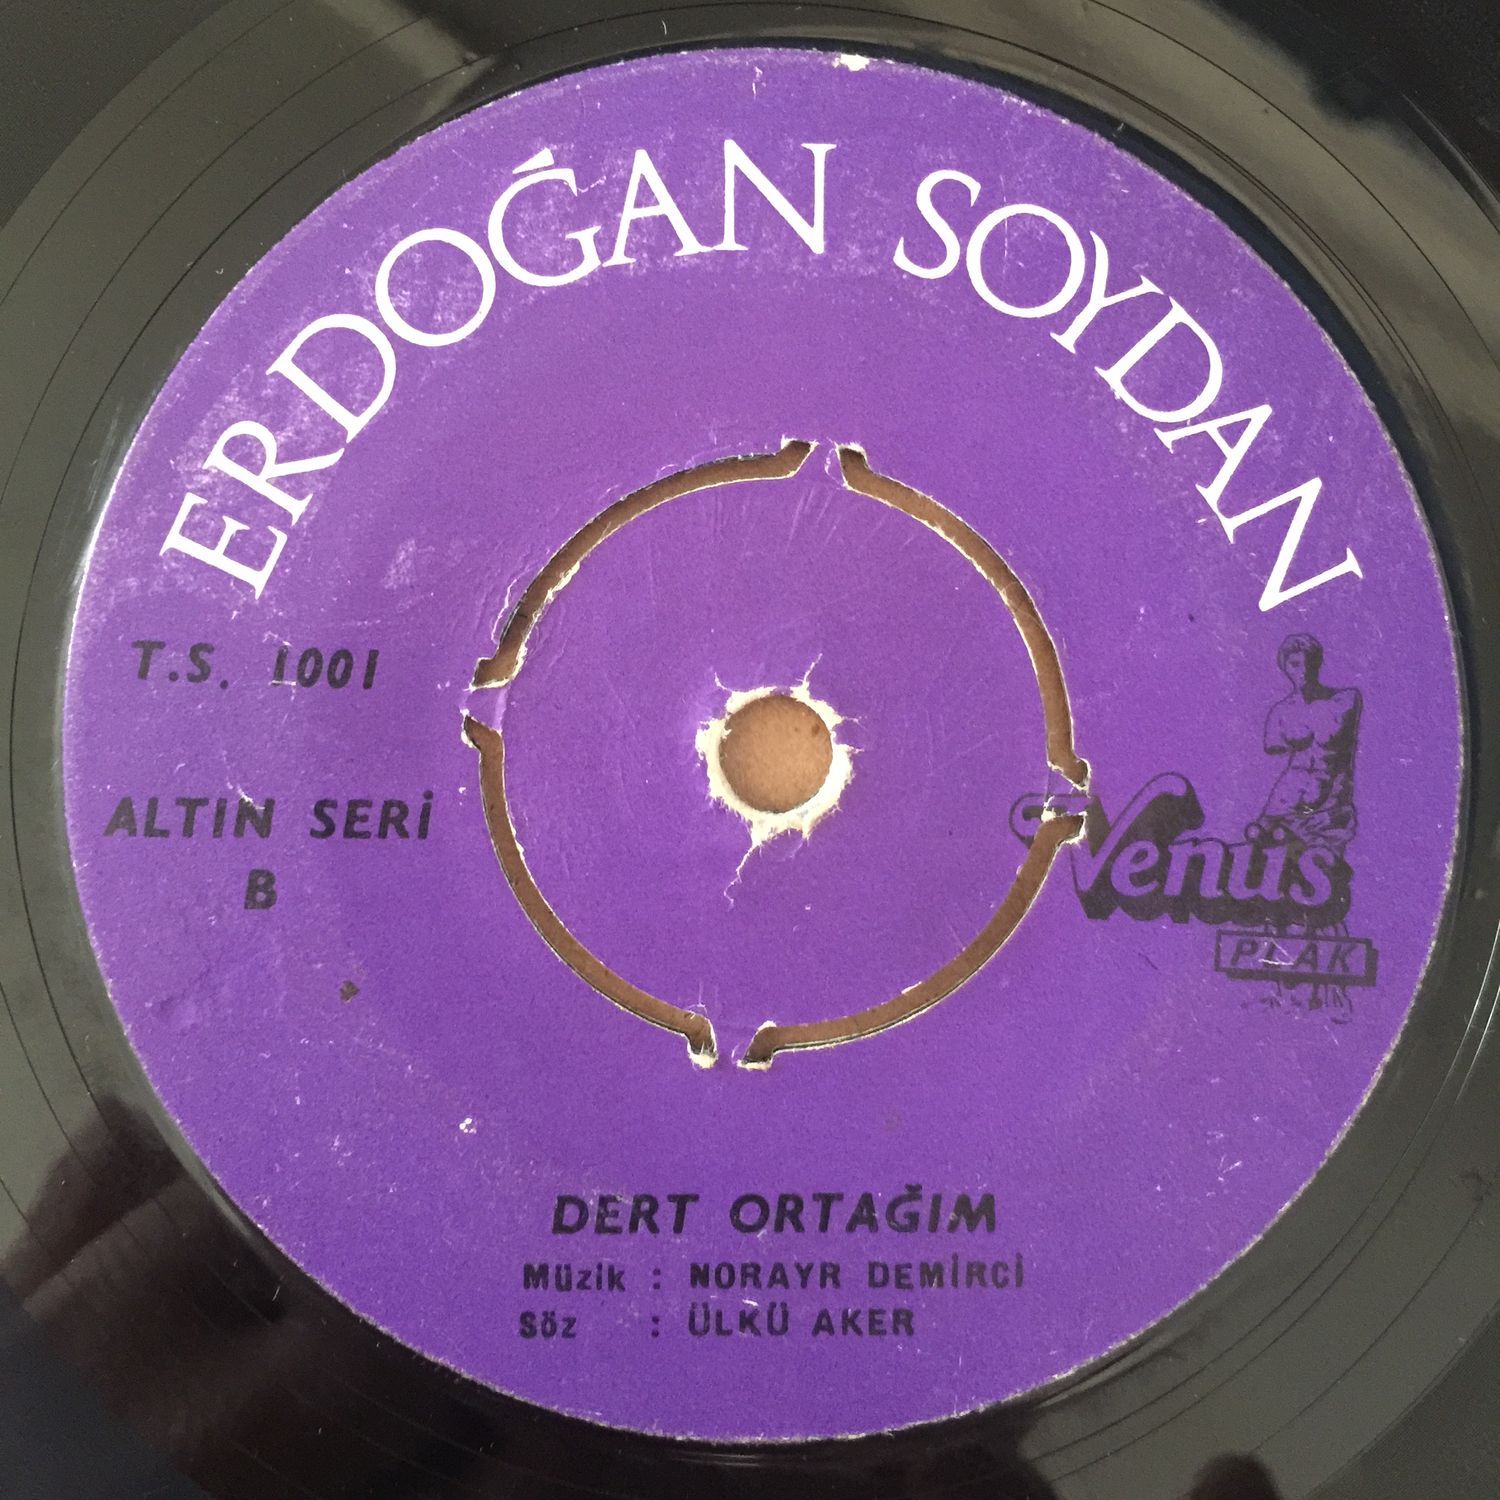 ERDOĞAN SOYDAN
T.S. 1001
ALTIN SERİ
B
Venüs
PLAK
DERT ORTAĞIM
Müzik : NORAYR DEMİRCİ
Söz : ÜLKÜ AKER